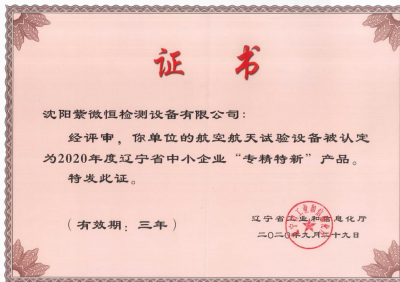 证书
沈阳紫微恒检测设备有限公司：
经评审，你单位的航空航天试验设备被认定
为2020年度辽宁省中小企业“专精特新”产品。
特发此证。
（有效期：三年）
辽宁省工业和信息化厅
二〇二〇年九月二十九日